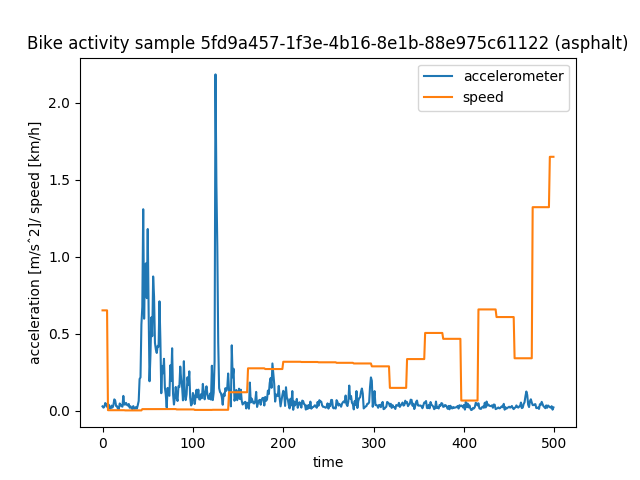 Bike activity sample 5fd9a457-1f3e-4b16-8e1b-88e975c61122 (asphalt)
accelerometer
speed
acceleration [m/s^2]/ speed [km/h]
2.0
1.5
1.0
0.5
0.0
0 100 200 300 400 500
time